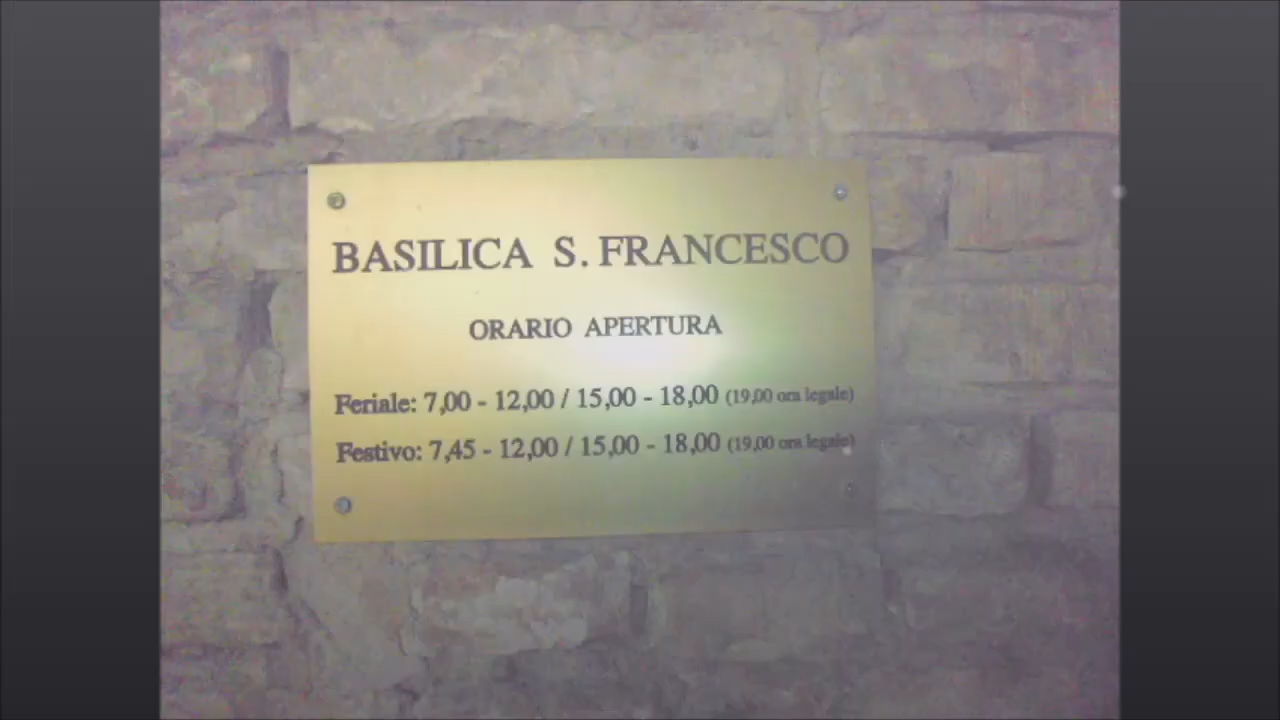 BASILICA S. FRANCESCO
ORARIO APERTURA
Feriale: 7,00 - 12,00 / 15,00 - 18,00 (19,00 ora legale)
Festivo: 7,45 - 12,00 / 15,00 - 18,00 (19,00 ora legale)